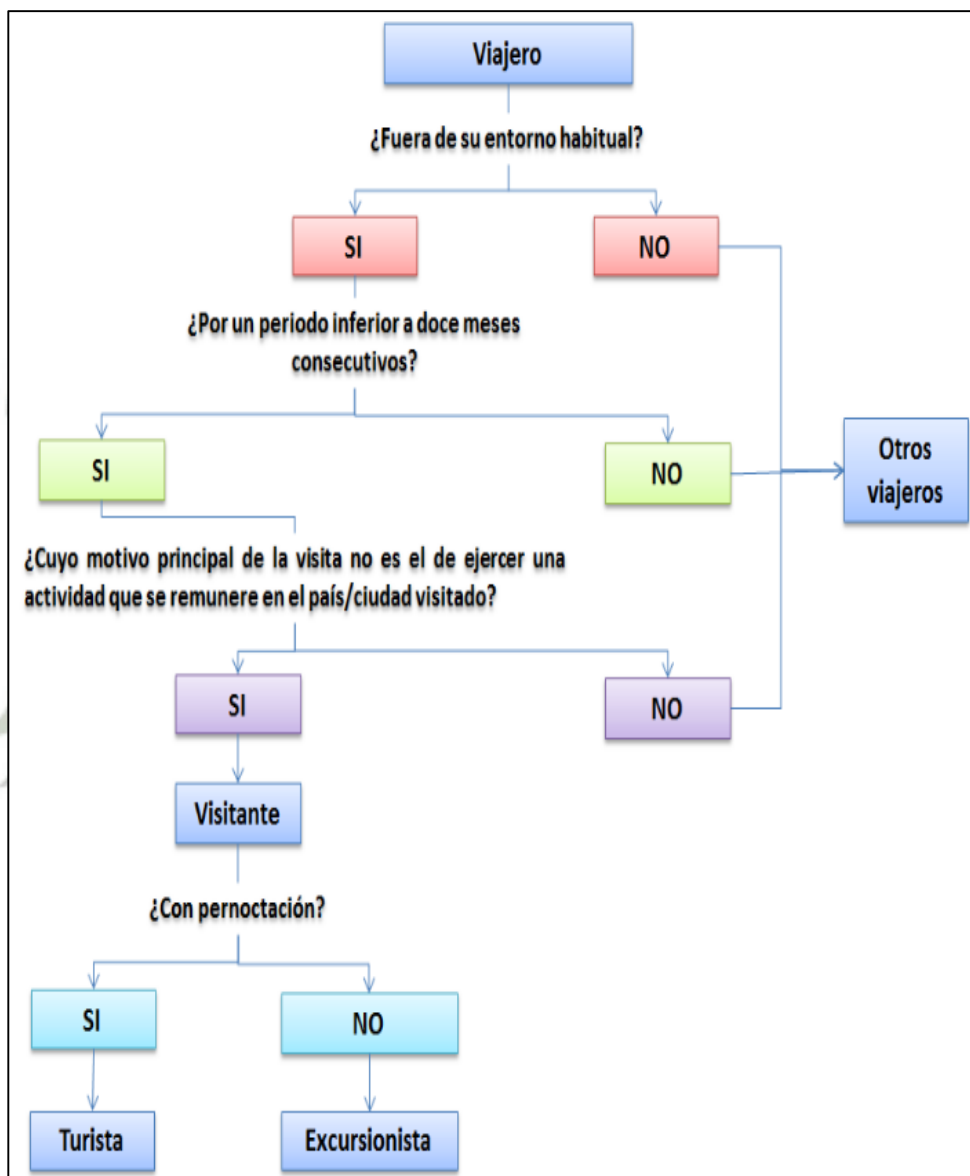 Viajero
¿Fuera de su entorno habitual?
SI
NO
¿Por un periodo inferior a doce meses
consecutivos?
SI
NO
Otros
viajeros
¿Cuyo motivo principal de la visita no es el de ejercer una
actividad que se remunere en el país/ciudad visitado?
SI
NO
Visitante
¿Con pernoctación?
SI
NO
Turista
Excursionista